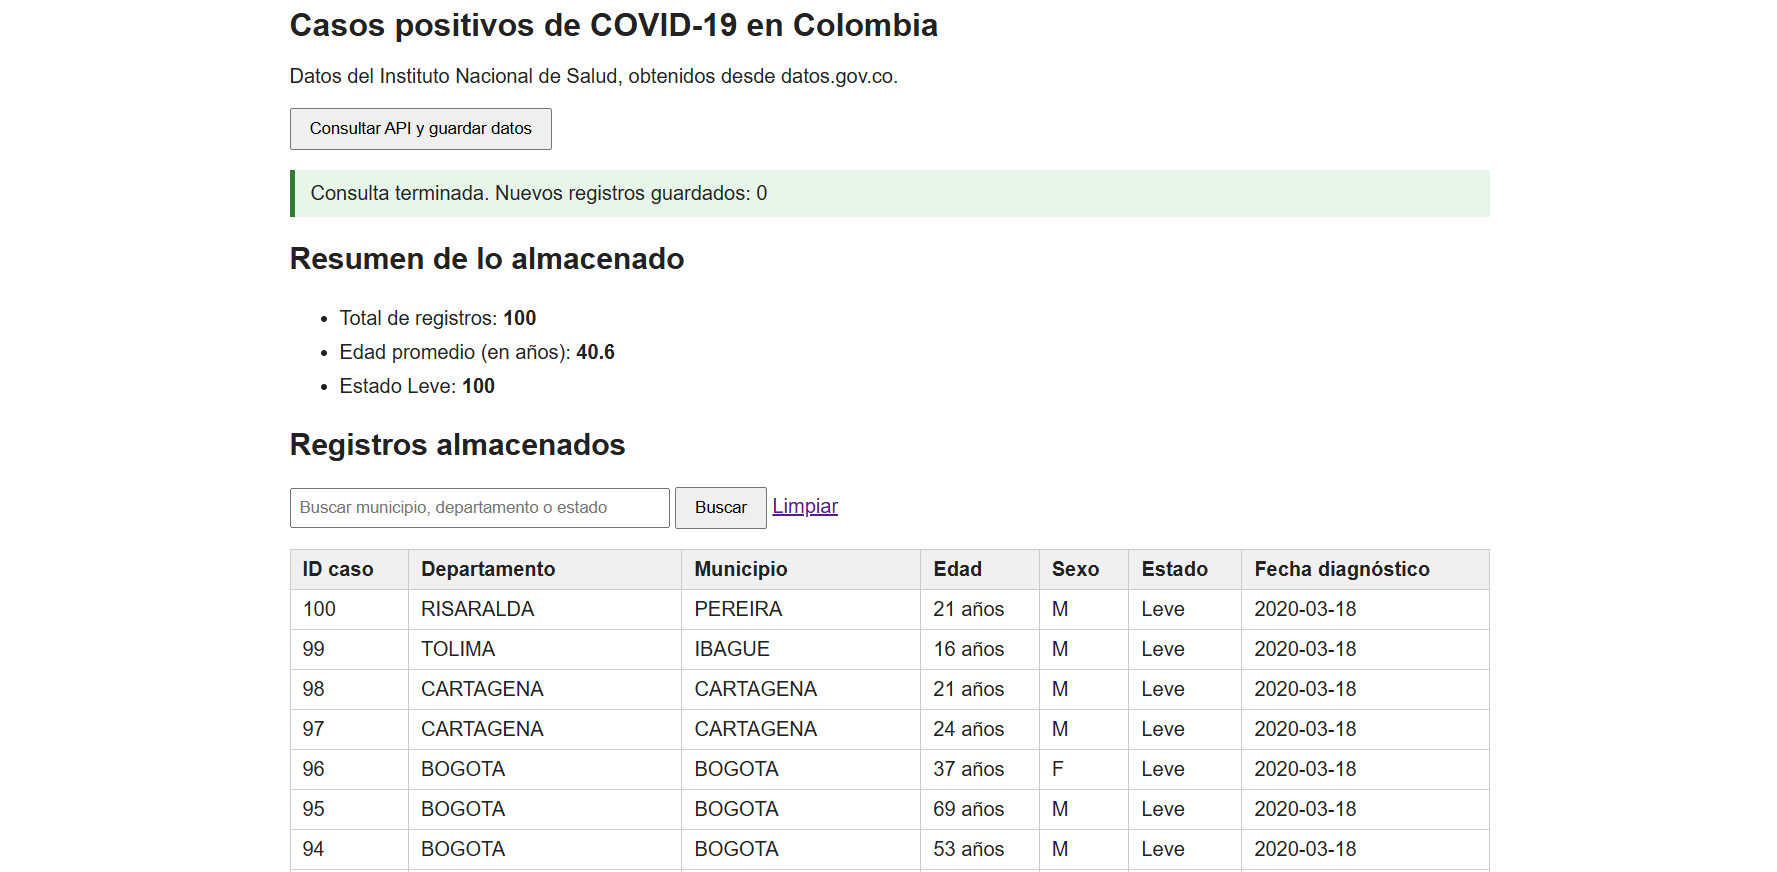 Casos positivos de COVID-19 en Colombia
Datos del Instituto Nacional de Salud, obtenidos desde datos.gov.co.
Consultar API y guardar datos
Consulta terminada. Nuevos registros guardados: 0
Resumen de lo almacenado
• Total de registros: 100
• Edad promedio (en años): 40.6
• Estado Leve: 100
Registros almacenados
Buscar municipio, departamento o estado Buscar Limpiar
ID caso Departamento Municipio Edad Sexo Estado Fecha diagnóstico
100 RISARALDA PEREIRA 21 años M Leve 2020-03-18
99 TOLIMA IBAGUE 16 años M Leve 2020-03-18
98 CARTAGENA CARTAGENA 21 años M Leve 2020-03-18
97 CARTAGENA CARTAGENA 24 años M Leve 2020-03-18
96 BOGOTA BOGOTA 37 años F Leve 2020-03-18
95 BOGOTA BOGOTA 69 años M Leve 2020-03-18
94 BOGOTA BOGOTA 53 años M Leve 2020-03-18